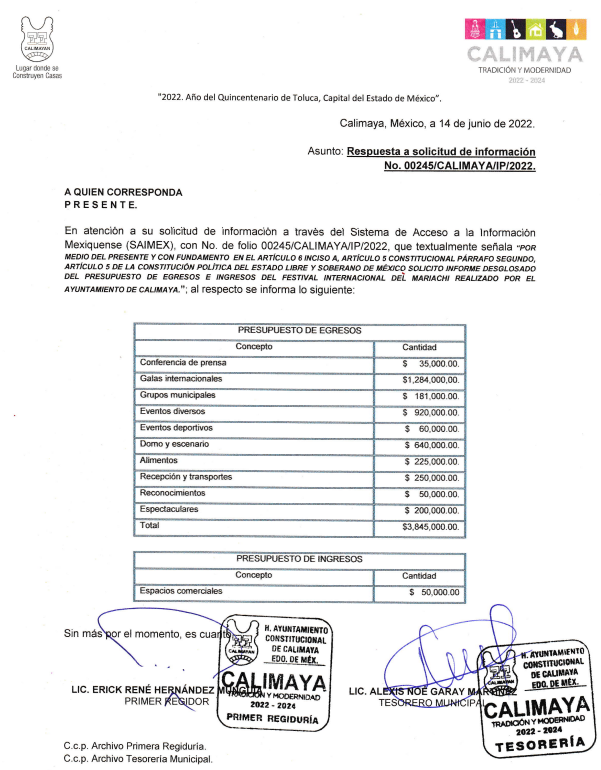 CALIMAYAN
Lugar donde se
Construyen Casas
CALIMAYA
TRADICIÓN Y MODERNIDAD
2022 - 2024
"2022. Año del Quincentenario de Toluca, Capital del Estado de México".
Calimaya, México, a 14 de junio de 2022.
Asunto: Respuesta a solicitud de información
No. 00245/CALIMAYA/IP/2022.
A QUIEN CORRESPONDA
P R E S E N T E.
En atención a su solicitud de información a través del Sistema de Acceso a la Información
Mexiquense (SAIMEX), con No. de folio 00245/CALIMAYA/IP/2022, que textualmente señala "POR
MEDIO DEL PRESENTE Y CON FUNDAMENTO EN EL ARTÍCULO 6 INCISO A, ARTÍCULO 5 CONSTITUCIONAL PÁRRAFO SEGUNDO,
ARTÍCULO 5 DE LA CONSTITUCIÓN POLÍTICA DEL ESTADO LIBRE Y SOBERANO DE MÉXICO SOLICITO INFORME DESGLOSADO
DEL PRESUPUESTO DE EGRESOS E INGRESOS DEL FESTIVAL INTERNACIONAL DEL MARIACHI REALIZADO POR EL
AYUNTAMIENTO DE CALIMAYA."; al respecto se informa lo siguiente:
PRESUPUESTO DE EGRESOS
Concepto Cantidad
Conferencia de prensa $ 35,000.00.
Galas internacionales $1,284,000,00.
Grupos municipales $ 181,000.00.
Eventos diversos $ 920,000.00.
Eventos deportivos $ 60,000.00.
Domo y escenario $ 640,000.00.
Alimentos $ 225,000.00.
Recepción y transportes $ 250,000.00.
Reconocimientos $ 50,000.00.
Espectaculares $ 200,000.00.
Total $3,845,000.00.
PRESUPUESTO DE INGRESOS
Concepto Cantidad
Espacios comerciales $ 50,000.00
Sin más por el momento, es cuanto
LIC. ERICK RENÉ HERNÁNDEZ MUNGUÍA
PRIMER REGIDOR
CALIMAYAN
H. AYUNTAMIENTO
CONSTITUCIONAL
DE CALIMAYA
EDO. DE MÉX.
CALIMAYA
TRADICIÓN Y MODERNIDAD
2022 - 2024
PRIMER REGIDURÍA
LIC. ALEXIS NOÉ GARAY MARTÍNEZ
TESORERO MUNICIPAL
CALIMAYAN
H. AYUNTAMIENTO
CONSTITUCIONAL
DE CALIMAYA
EDO. DE MÉX.
CALIMAYA
TRADICIÓN Y MODERNIDAD
2022 - 2024
TESORERÍA
C.c.p. Archivo Primera Regiduria.
C.c.p. Archivo Tesorería Municipal.